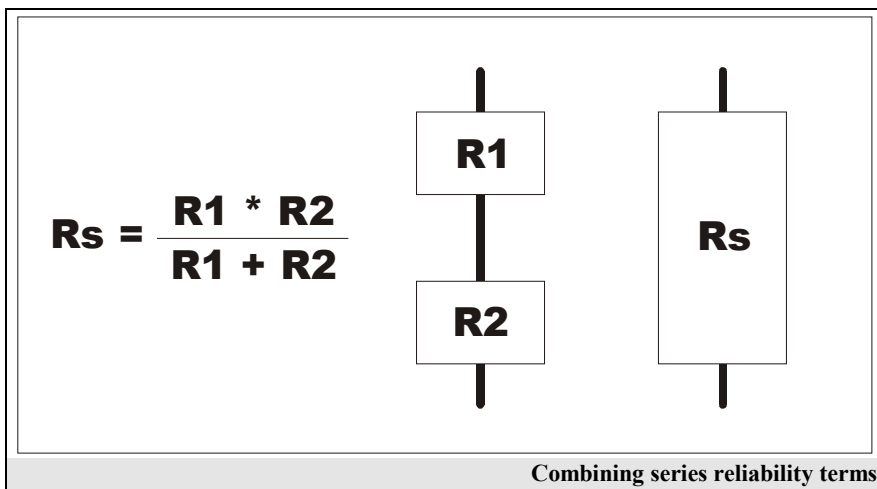 Rs = R1 * R2
R1 + R2
R1
R2
Rs
Combining series reliability terms